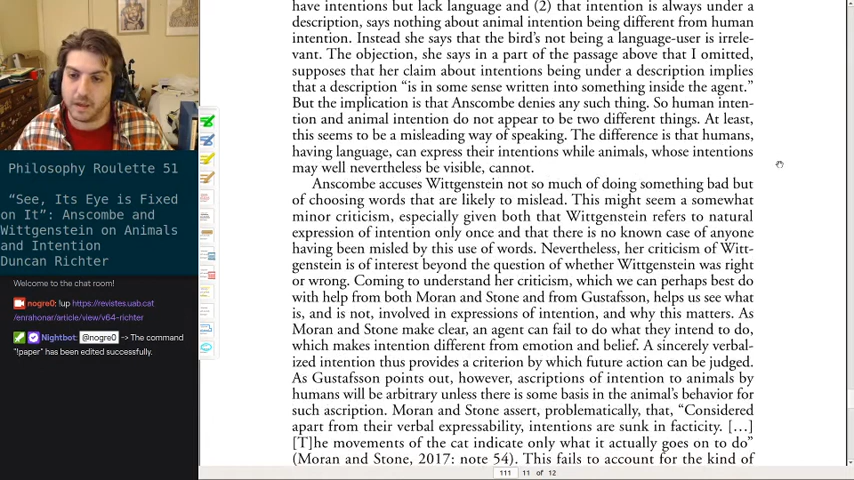 have intentions but lack language and (2) that intention is always under a
description, says nothing about animal intention being different from human
intention. Instead she says that the bird's not being a language-user is irrele-
vant. The objection, she says in a part of the passage above that I omitted,
supposes that her claim about intentions being under a description implies
that a description "is in some sense written into something inside the agent."
But the implication is that Anscombe denies any such thing. So human inten-
tion and animal intention do not appear to be two different things. At least,
this seems to be a misleading way of speaking. The difference is that humans,
having language, can express their intentions while animals, whose intentions
may well nevertheless be visible, cannot.
Anscombe accuses Wittgenstein not so much of doing something bad but
of choosing words that are likely to mislead. This might seem a somewhat
minor criticism, especially given both that Wittgenstein refers to natural
expression of intention only once and that there is no known case of anyone
having been misled by this use of words. Nevertheless, her criticism of Witt-
genstein is of interest beyond the question of whether Wittgenstein was right
or wrong. Coming to understand her criticism, which we can perhaps best do
with help from both Moran and Stone and from Gustafsson, helps us see what
is, and is not, involved in expressions of intention, and why this matters. As
Moran and Stone make clear, an agent can fail to do what they intend to do,
which makes intention different from emotion and belief. A sincerely verbal-
ized intention thus provides a criterion by which future action can be judged.
As Gustafsson points out, however, ascriptions of intention to animals by
humans will be arbitrary unless there is some basis in the animal's behavior for
such ascription. Moran and Stone assert, problematically, that, "Considered
apart from their verbal expressability, intentions are sunk in facticity. […]
[T]he movements of the cat indicate only what it actually goes on to do"
(Moran and Stone, 2017: note 54). This fails to account for the kind of
111 11 of 12
Philosophy Roulette 51
"See, Its Eye is Fixed
on It": Anscombe and
Wittgenstein on Animals
and Intention
Duncan Richter
Welcome to the chat room!
nogre0: !up https://revistes.uab.cat
/enrahonar/article/view/v64-richter
Nightbot: @nogre0 -> The command
"!paper" has been edited successfully.